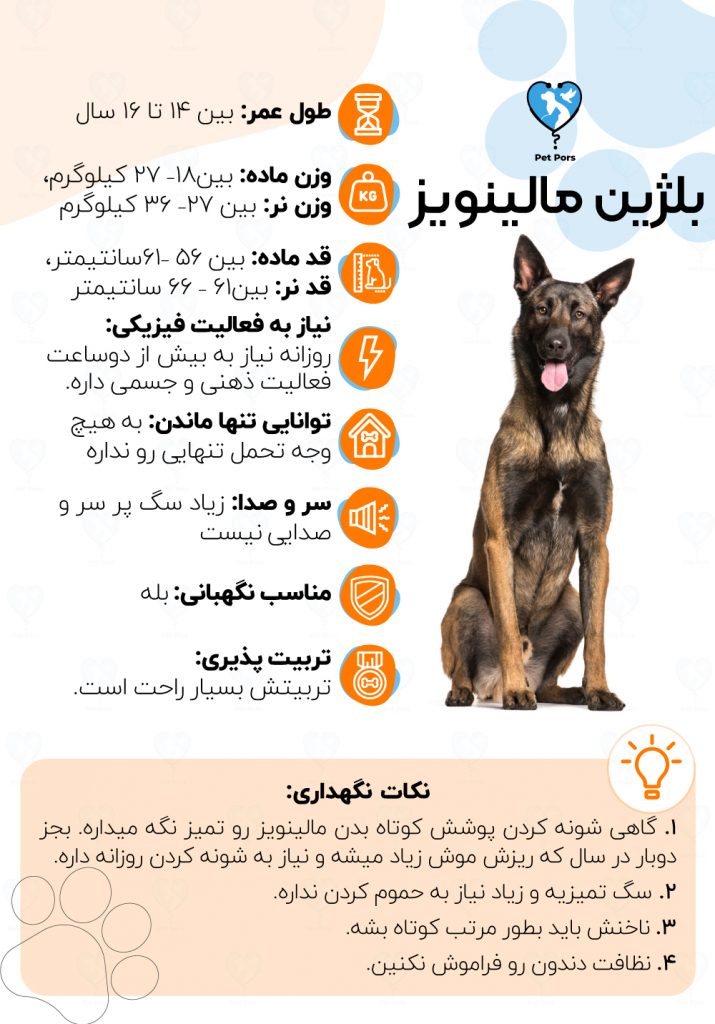 Pet Pors
بلژین مالینویز
طول عمر: بین ۱۴ تا ۱۶ سال
وزن ماده: بین۱۸- ۲۷ کیلوگرم،
وزن نر: بین ۲۷- ۳۶ کیلوگرم
KG
قد ماده: بین ۵۶ -۶۱سانتیمتر،
قد نر: بین۶۱ - ۶۶ سانتیمتر
نیاز به فعالیت فیزیکی:
روزانه نیاز به بیش از دوساعت
فعالیت ذهنی و جسمی داره.
توانایی تنها ماندن: به هیچ
وجه تحمل تنهایی رو نداره
سر و صدا: زیاد سگ پر سر و
صدایی نیست
مناسب نگهبانی: بله
تربیت پذیری:
تربیتش بسیار راحت است.
نکات نگهداری:
۱. گاهی شونه کردن پوشش کوتاه بدن مالینویز رو تمیز نگه میداره. بجز
دوبار در سال که ریزش موش زیاد میشه و نیاز به شونه کردن روزانه داره.
۲. سگ تمیزیه و زیاد نیاز به حموم کردن نداره.
۳. ناخنش باید بطور مرتب کوتاه بشه.
۴. نظافت دندون رو فراموش نکنین.